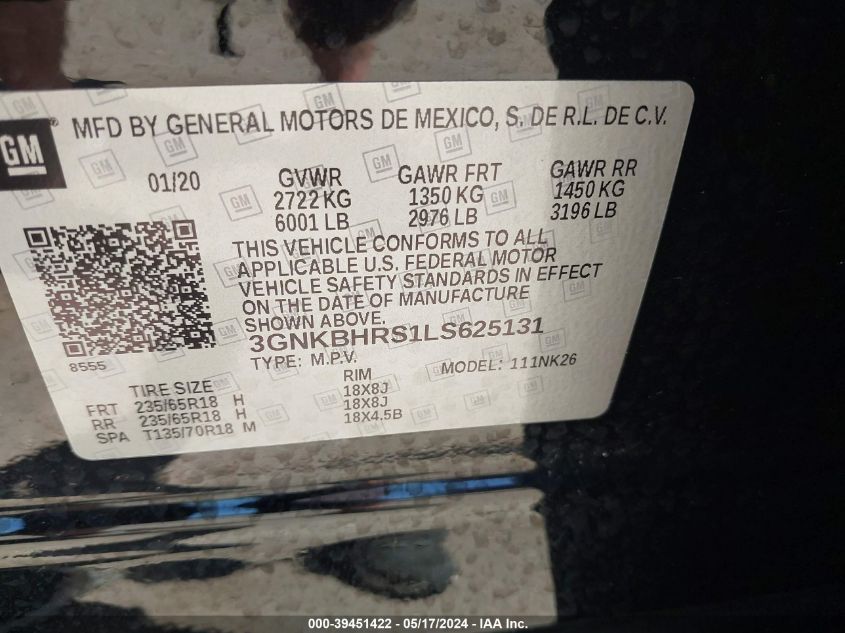 GM
MFD BY GENERAL MOTORS DE MEXICO, S. DE R.L. DE C.V.
01/20 GVWR GAWR FRT GAWR RR
2722 KG 1350 KG 1450 KG
6001 LB 2976 LB 3196 LB
THIS VEHICLE CONFORMS TO ALL
APPLICABLE U.S. FEDERAL MOTOR
VEHICLE SAFETY STANDARDS IN EFFECT
ON THE DATE OF MANUFACTURE
SHOWN ABOVE.
3GNKBHRS1LS625131
8555
TYPE: M.P.V. MODEL: 111NK26
TIRE SIZE RIM
FRT 235/65R18 H 18X8J
RR 235/65R18 H 18X8J
SPA T135/70R18 M 18X4.5B
000-39451422 - 05/17/2024 - IAA Inc.